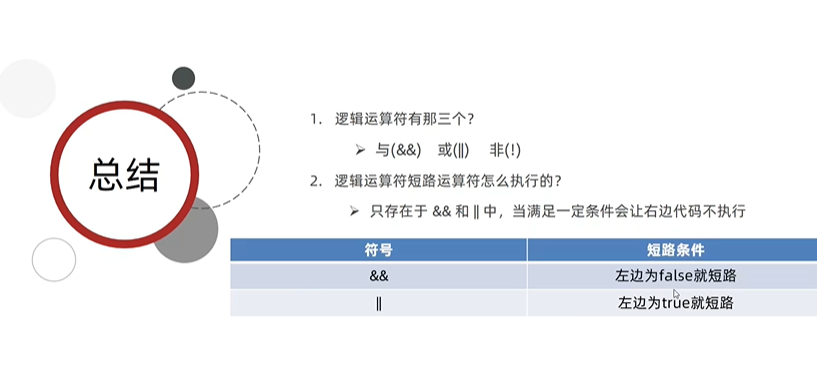 总结
1. 逻辑运算符有那三个?
➢ 与(&&) 或(||) 非(!)
2. 逻辑运算符短路运算符怎么执行的?
➢ 只存在于 && 和 || 中，当满足一定条件会让右边代码不执行
符号 短路条件
&& 左边为false就短路
|| 左边为true就短路